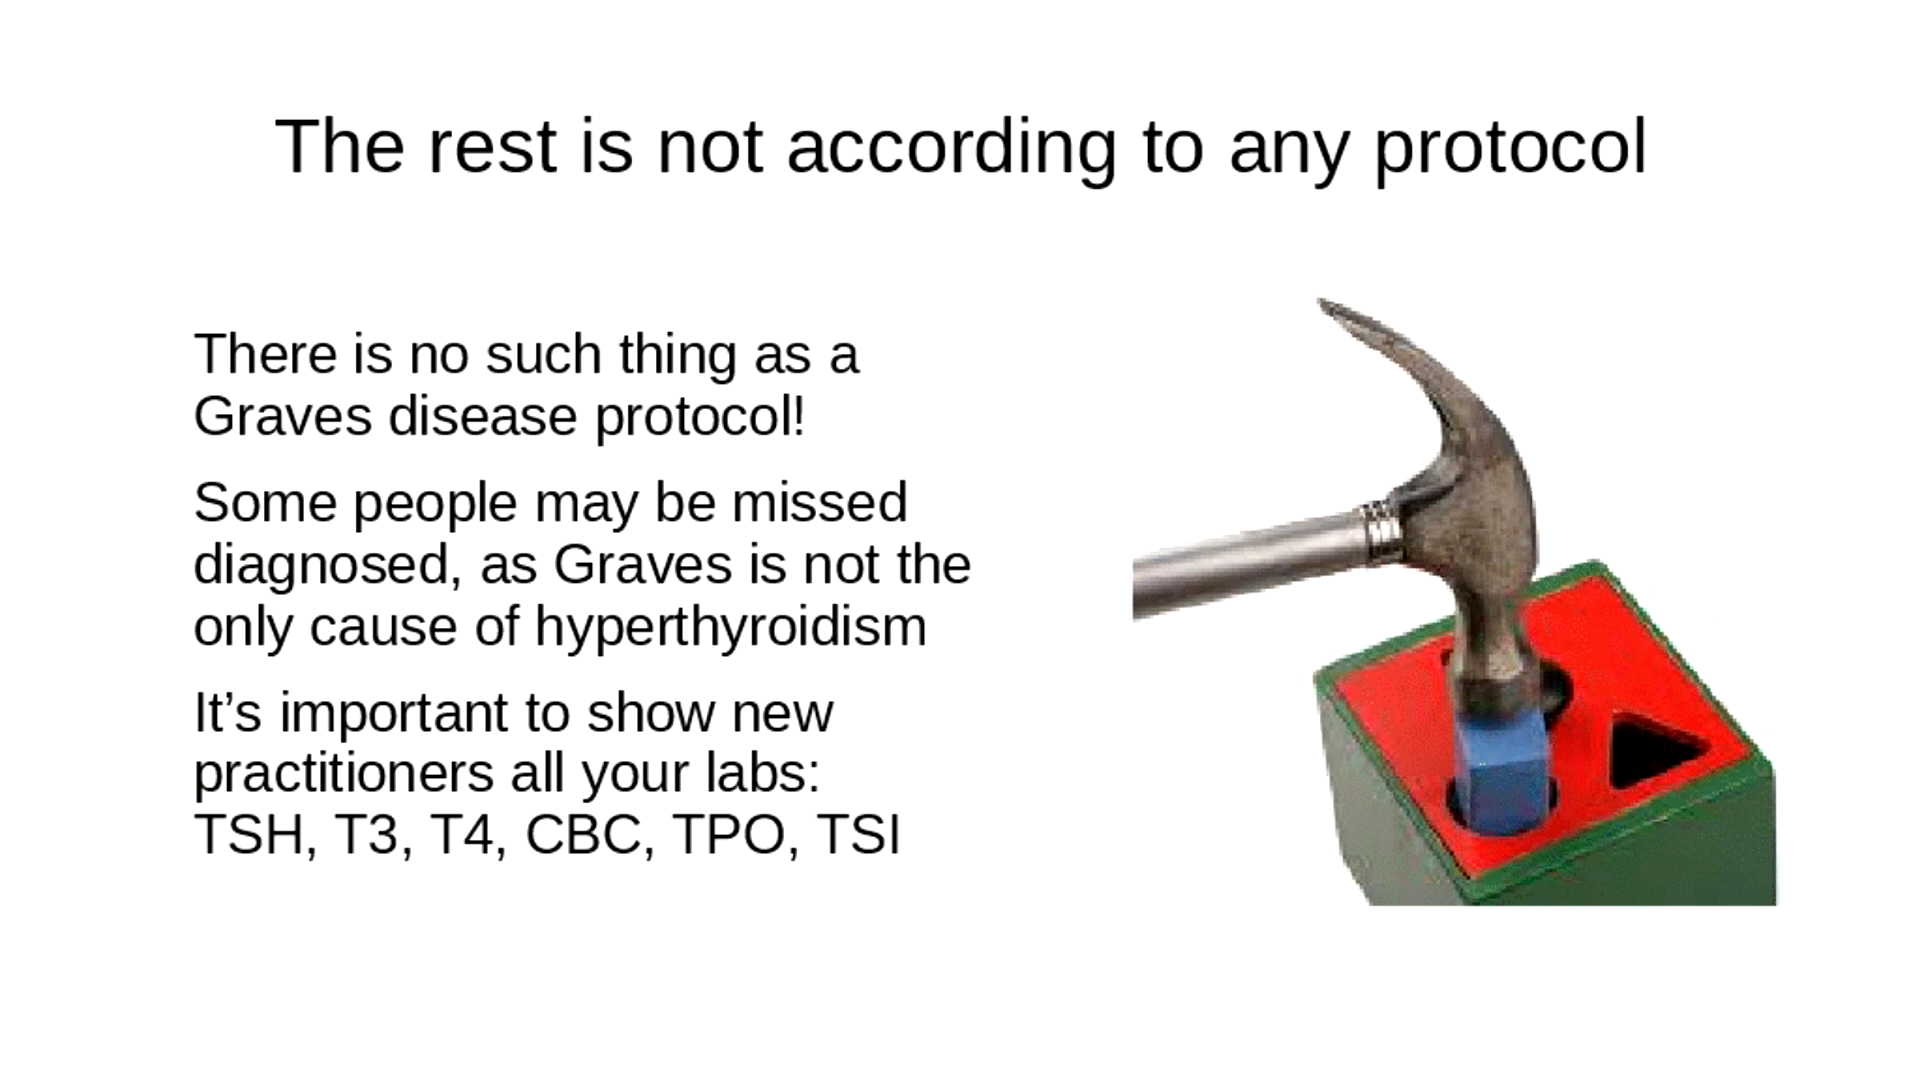 The rest is not according to any protocol
There is no such thing as a
Graves disease protocol!
Some people may be missed
diagnosed, as Graves is not the
only cause of hyperthyroidism
It’s important to show new
practitioners all your labs:
TSH, T3, T4, CBC, TPO, TSI